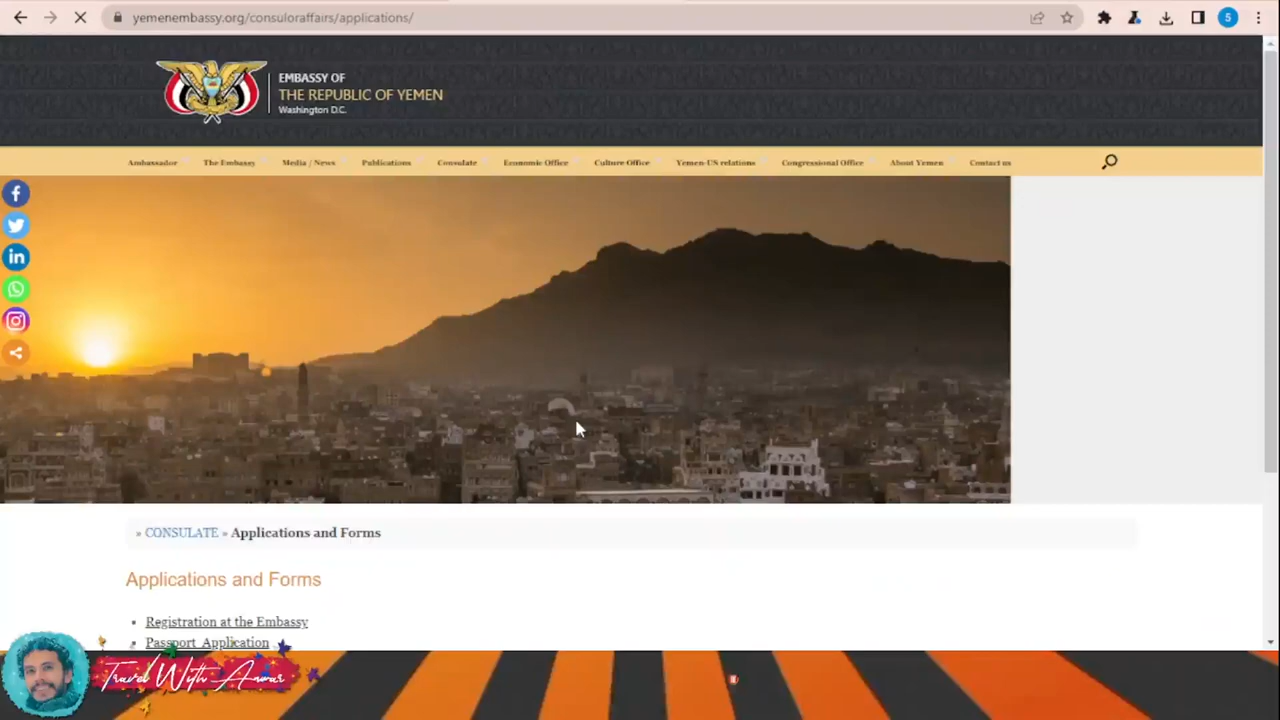 yemenembassy.org/consuloraffairs/applications/
5
EMBASSY OF
THE REPUBLIC OF YEMEN
Washington D.C.
Ambassador The Embassy Media / News Publications Consulate Economic Office Culture Office Yemen-US relations Congressional Office About Yemen Contact us
» CONSULATE » Applications and Forms
Applications and Forms
Registration at the Embassy
Passport Application
Travel With Anwar